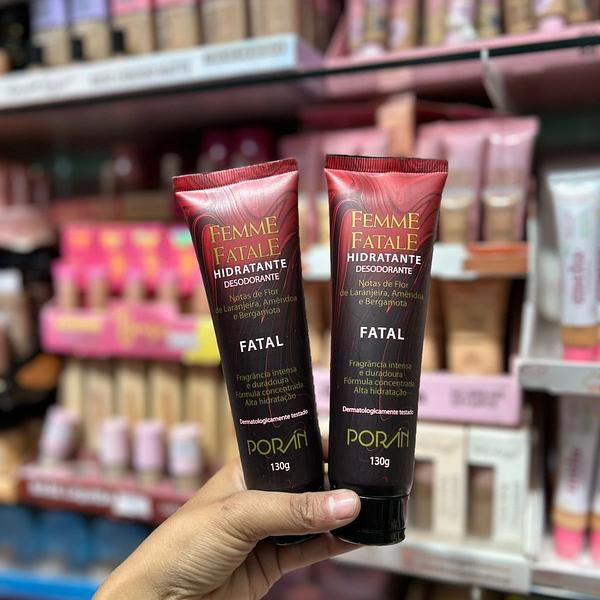 FEMME
FATALE
HIDRATANTE
DESODORANTE
Notas de Flor
de Laranjeira, Amêndoa
e Bergamota
FATAL
Fragrância intensa
e duradoura
Fórmula concentrada
Alta hidratação
Dermatologicamente testado
PORÁN
130g
FEMME
FATALE
HIDRATANTE
DESODORANTE
Notas de Flor
de Laranjeira, Amêndoa
e Bergamota
FATAL
Fragrância intensa
e duradoura
Fórmula concentrada
Alta hidratação
Dermatologicamente testado
PORÁN
130g